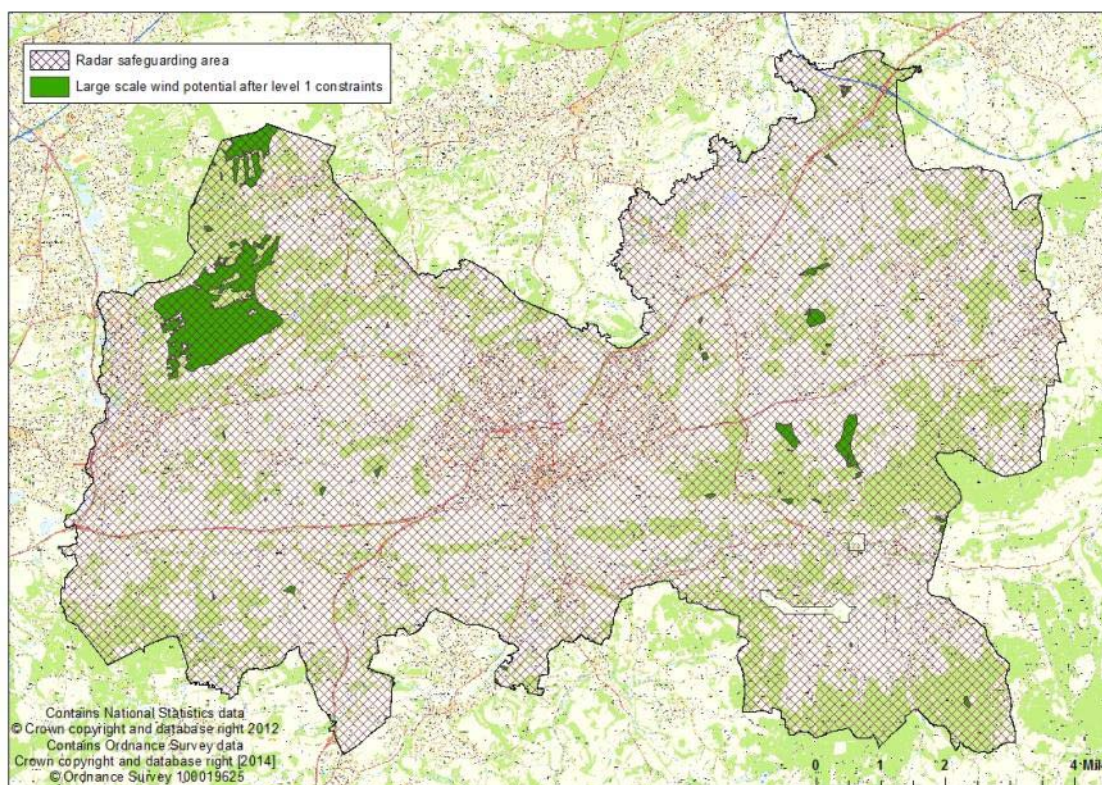 Radar safeguarding area
Large scale wind potential after level 1 constraints
Contains National Statistics data
© Crown copyright and database right 2012
Contains Ordnance Survey data
Crown copyright and database right [2014]
© Ordnance Survey 100019625
0 1 2 4 Mil